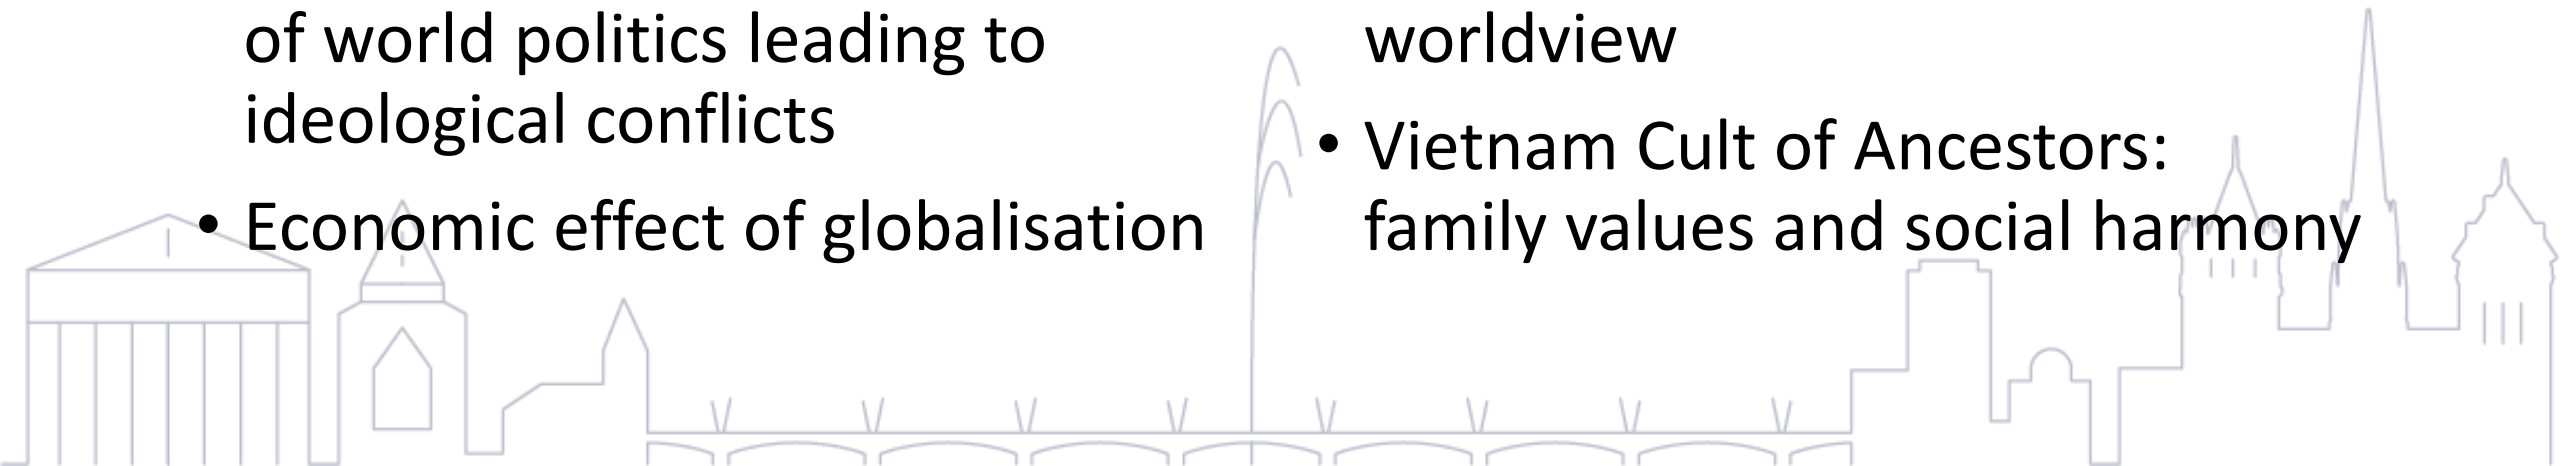 of world politics leading to
ideological conflicts
• Economic effect of globalisation
worldview
• Vietnam Cult of Ancestors:
family values and social harmony